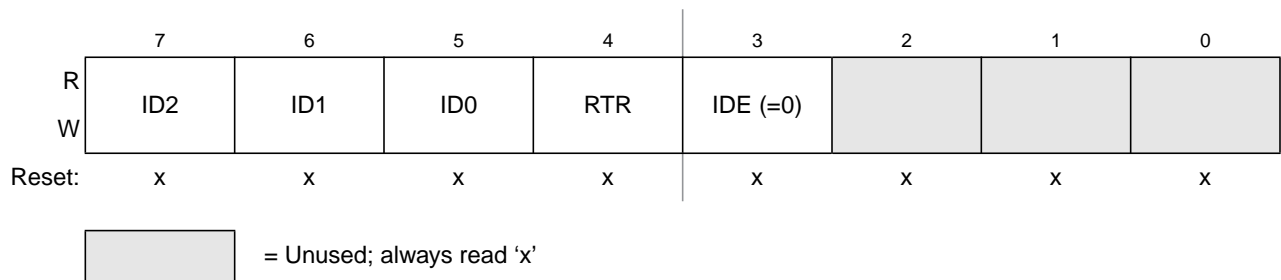 7 6 5 4 3 2 1 0
R
W
ID2 ID1 ID0 RTR IDE (=0)
Reset: x x x x x x x x
= Unused; always read ‘x’